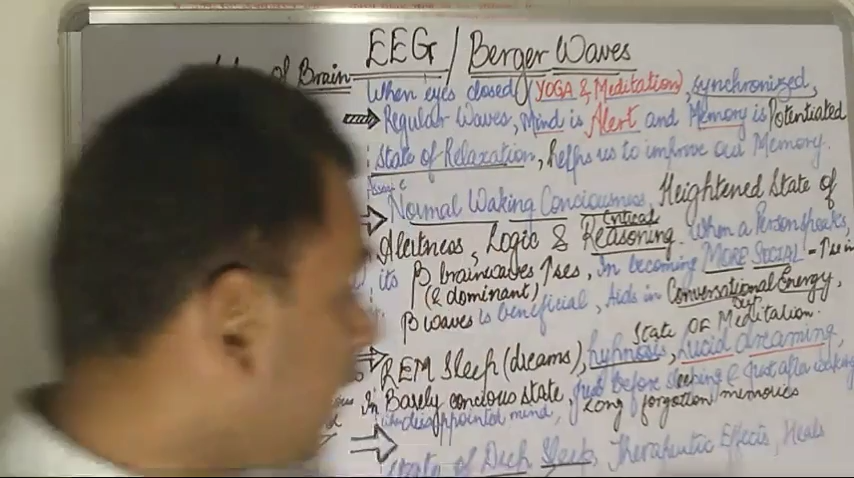 EEG / Berger Waves
of Brain
When eyes closed (YOGA & Meditation), synchronized,
Regular Waves, Mind is Alert and Memory is Potentiated
State of Relaxation, helps us to improve our Memory.
Normal Waking Conciousness, Heightened State of
Alertness, Logic & Critical Reasoning. When a Person speaks,
its β brainwaves ↑ses, In becoming MORE SOCIAL - ↑se in
(& dominant)
β waves is beneficial, Aids in Conversational Energy,
State OF Meditation.
REM Sleep (dreams), hypnosis, Lucid dreaming,
In Barely concious state, Just before sleeping & Just after waking
mind, Long forgotten memories
State of Deep Sleep, Therapeutic Effects, Heals